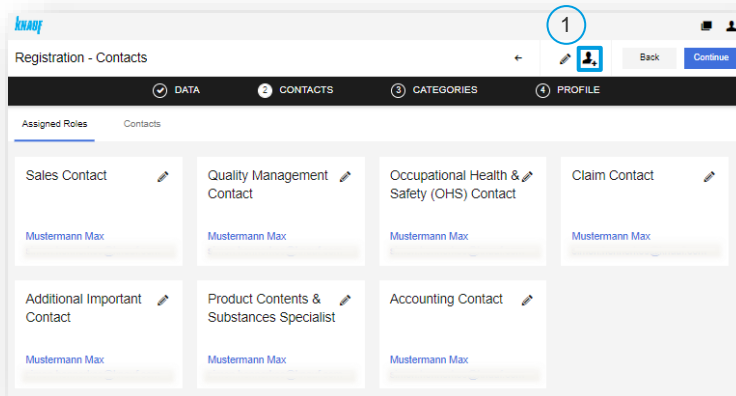 KNAUF
1
Registration - Contacts
Back
Continue
DATA
2 CONTACTS
3 CATEGORIES
4 PROFILE
Assigned Roles
Contacts
Sales Contact
Mustermann Max
Quality Management
Contact
Mustermann Max
Occupational Health &
Safety (OHS) Contact
Mustermann Max
Claim Contact
Mustermann Max
Additional Important
Contact
Mustermann Max
Product Contents &
Substances Specialist
Mustermann Max
Accounting Contact
Mustermann Max